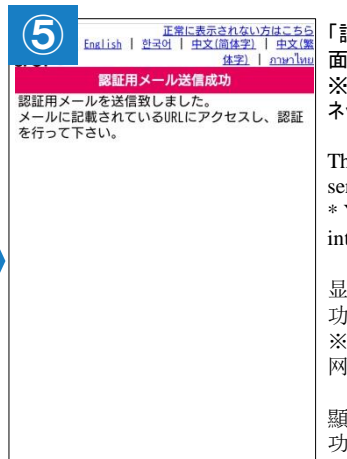 ⑤
正常に表示されない方はこちら
English | 한국어 | 中文(简体字) | 中文(繁
体字) | ภาษาไทย
認証用メール送信成功
認証用メールを送信致しました。
メールに記載されているURLにアクセスし、認証
を行って下さい。
面
※
ネ
Th
se
* Y
int
显
功
※
网
顯
功